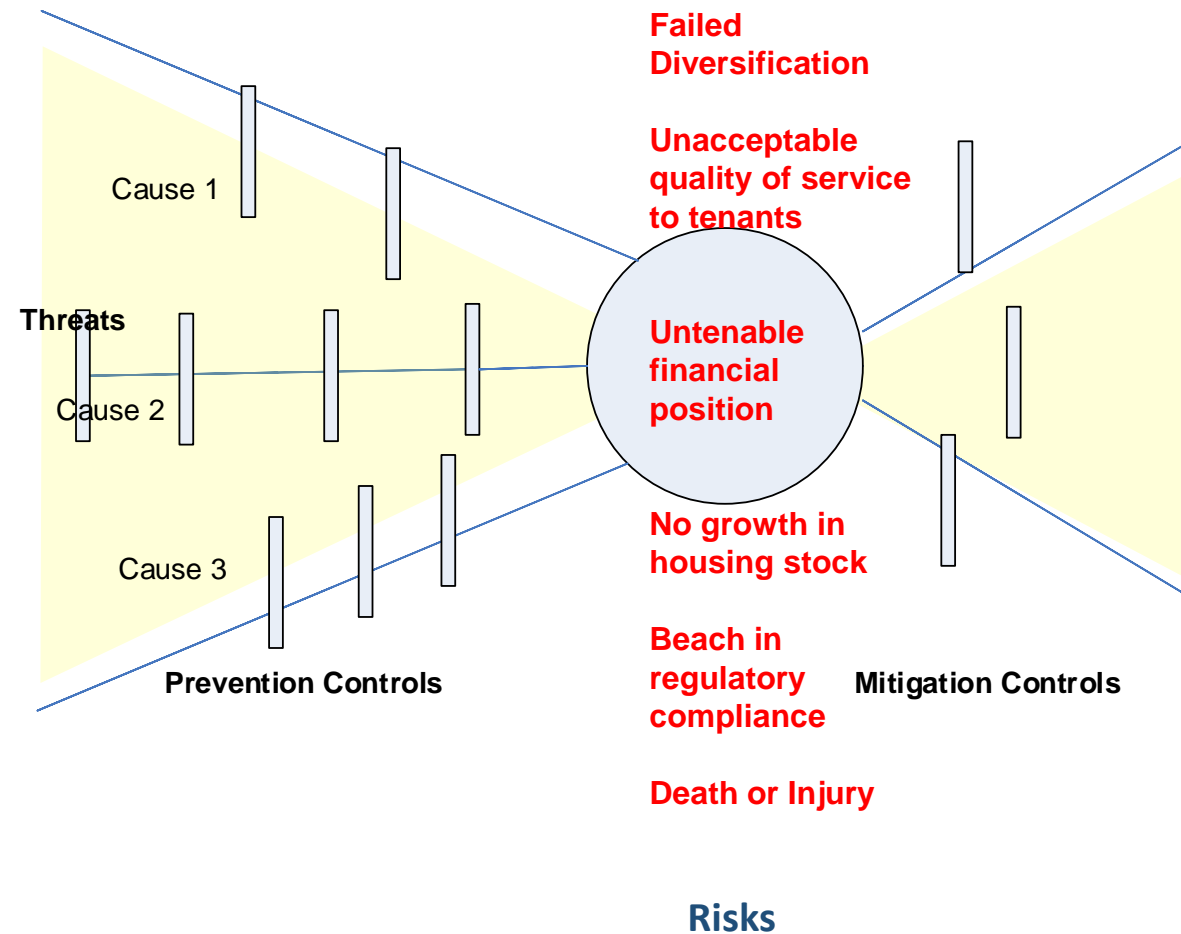 Failed
Diversification
Unacceptable
quality of service
to tenants
Cause 1
Threats
Untenable
financial
position
Cause 2
No growth in
housing stock
Cause 3
Beach in
regulatory
compliance
Prevention Controls
Mitigation Controls
Death or Injury
Risks